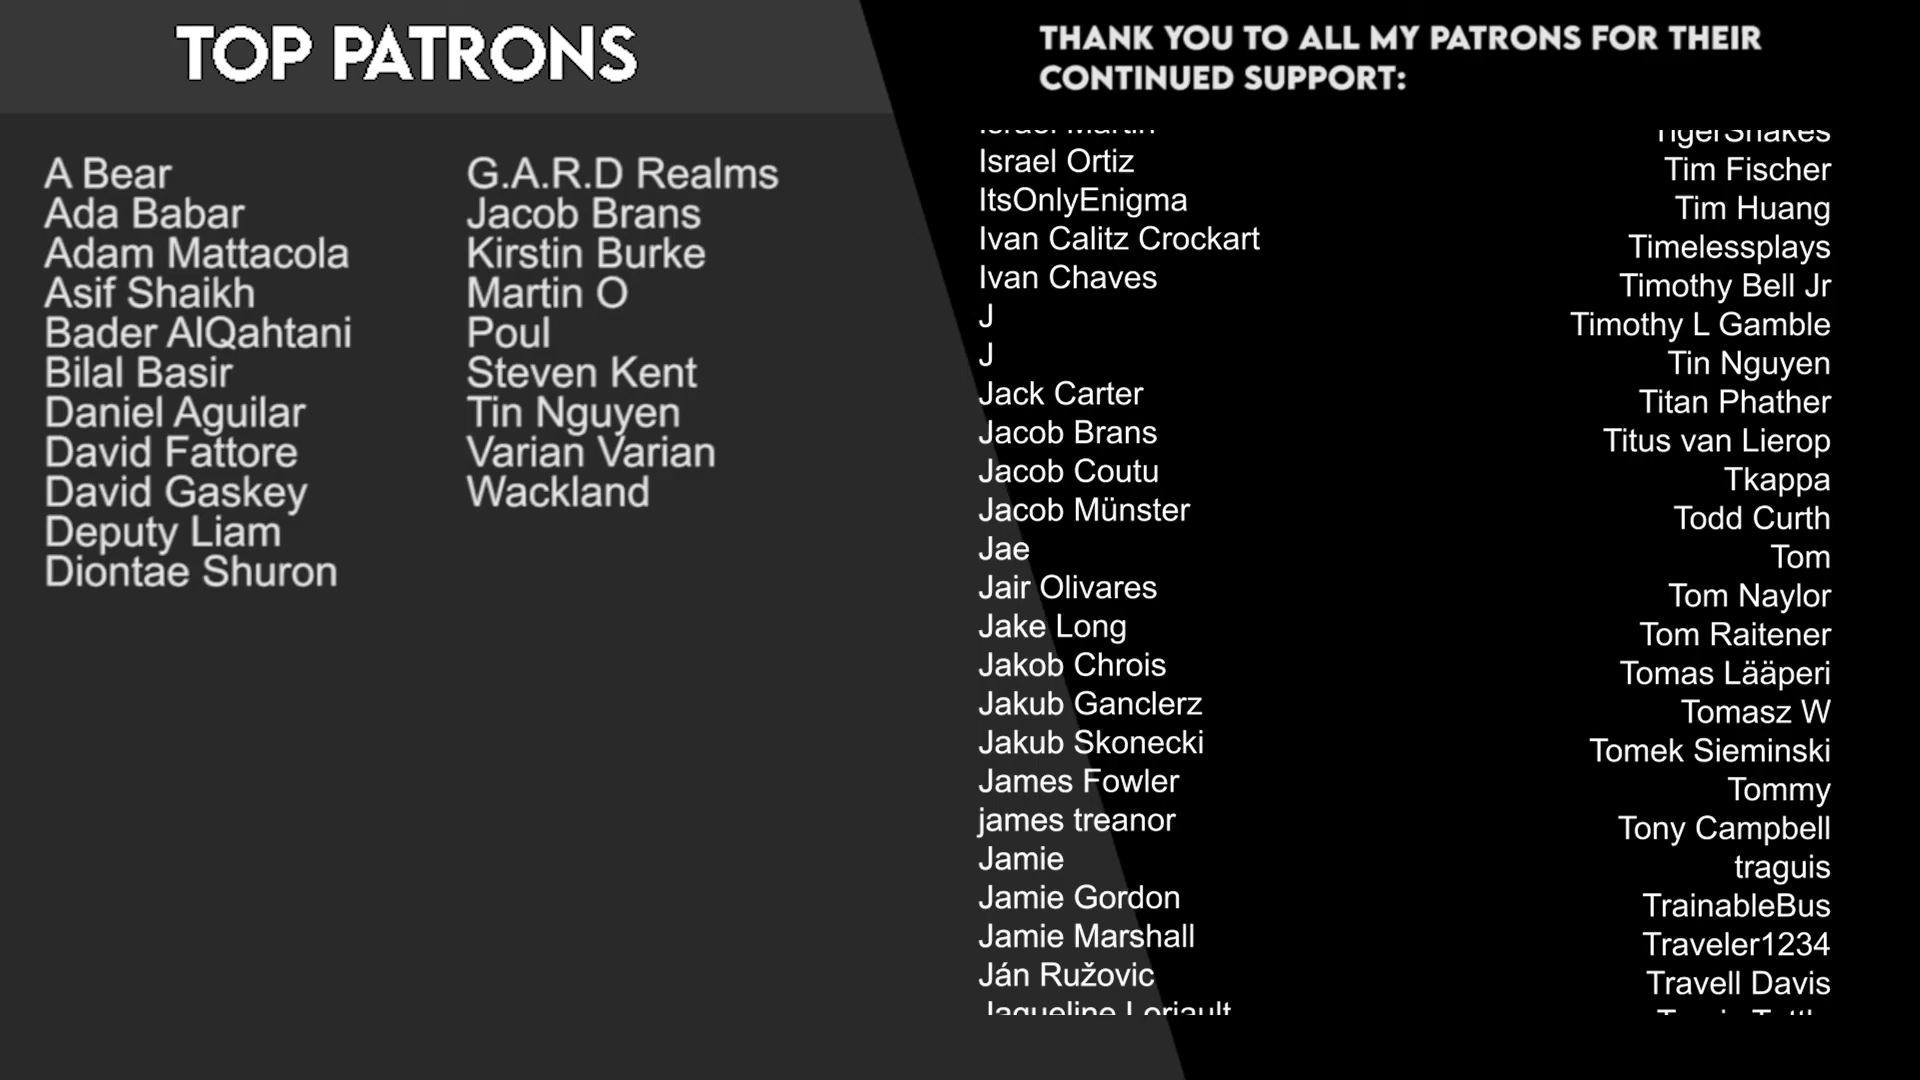 TOP PATRONS
A Bear
Ada Babar
Adam Mattacola
Asif Shaikh
Bader AlQahtani
Bilal Basir
Daniel Aguilar
David Fattore
David Gaskey
Deputy Liam
Diontae Shuron
G.A.R.D Realms
Jacob Brans
Kirstin Burke
Martin O
Poul
Steven Kent
Tin Nguyen
Varian Varian
Wackland
THANK YOU TO ALL MY PATRONS FOR THEIR
CONTINUED SUPPORT:
Israel Martin
Israel Ortiz
ItsOnlyEnigma
Ivan Calitz Crockart
Ivan Chaves
J
J
Jack Carter
Jacob Brans
Jacob Coutu
Jacob Münster
Jae
Jair Olivares
Jake Long
Jakob Chrois
Jakub Ganclerz
Jakub Skonecki
James Fowler
james treanor
Jamie
Jamie Gordon
Jamie Marshall
Ján Ružovic
Jaqueline Loriault
TigerSnakes
Tim Fischer
Tim Huang
Timelessplays
Timothy Bell Jr
Timothy L Gamble
Tin Nguyen
Titan Phather
Titus van Lierop
Tkappa
Todd Curth
Tom
Tom Naylor
Tom Raitener
Tomas Lääperi
Tomasz W
Tomek Sieminski
Tommy
Tony Campbell
traguis
TrainableBus
Traveler1234
Travell Davis